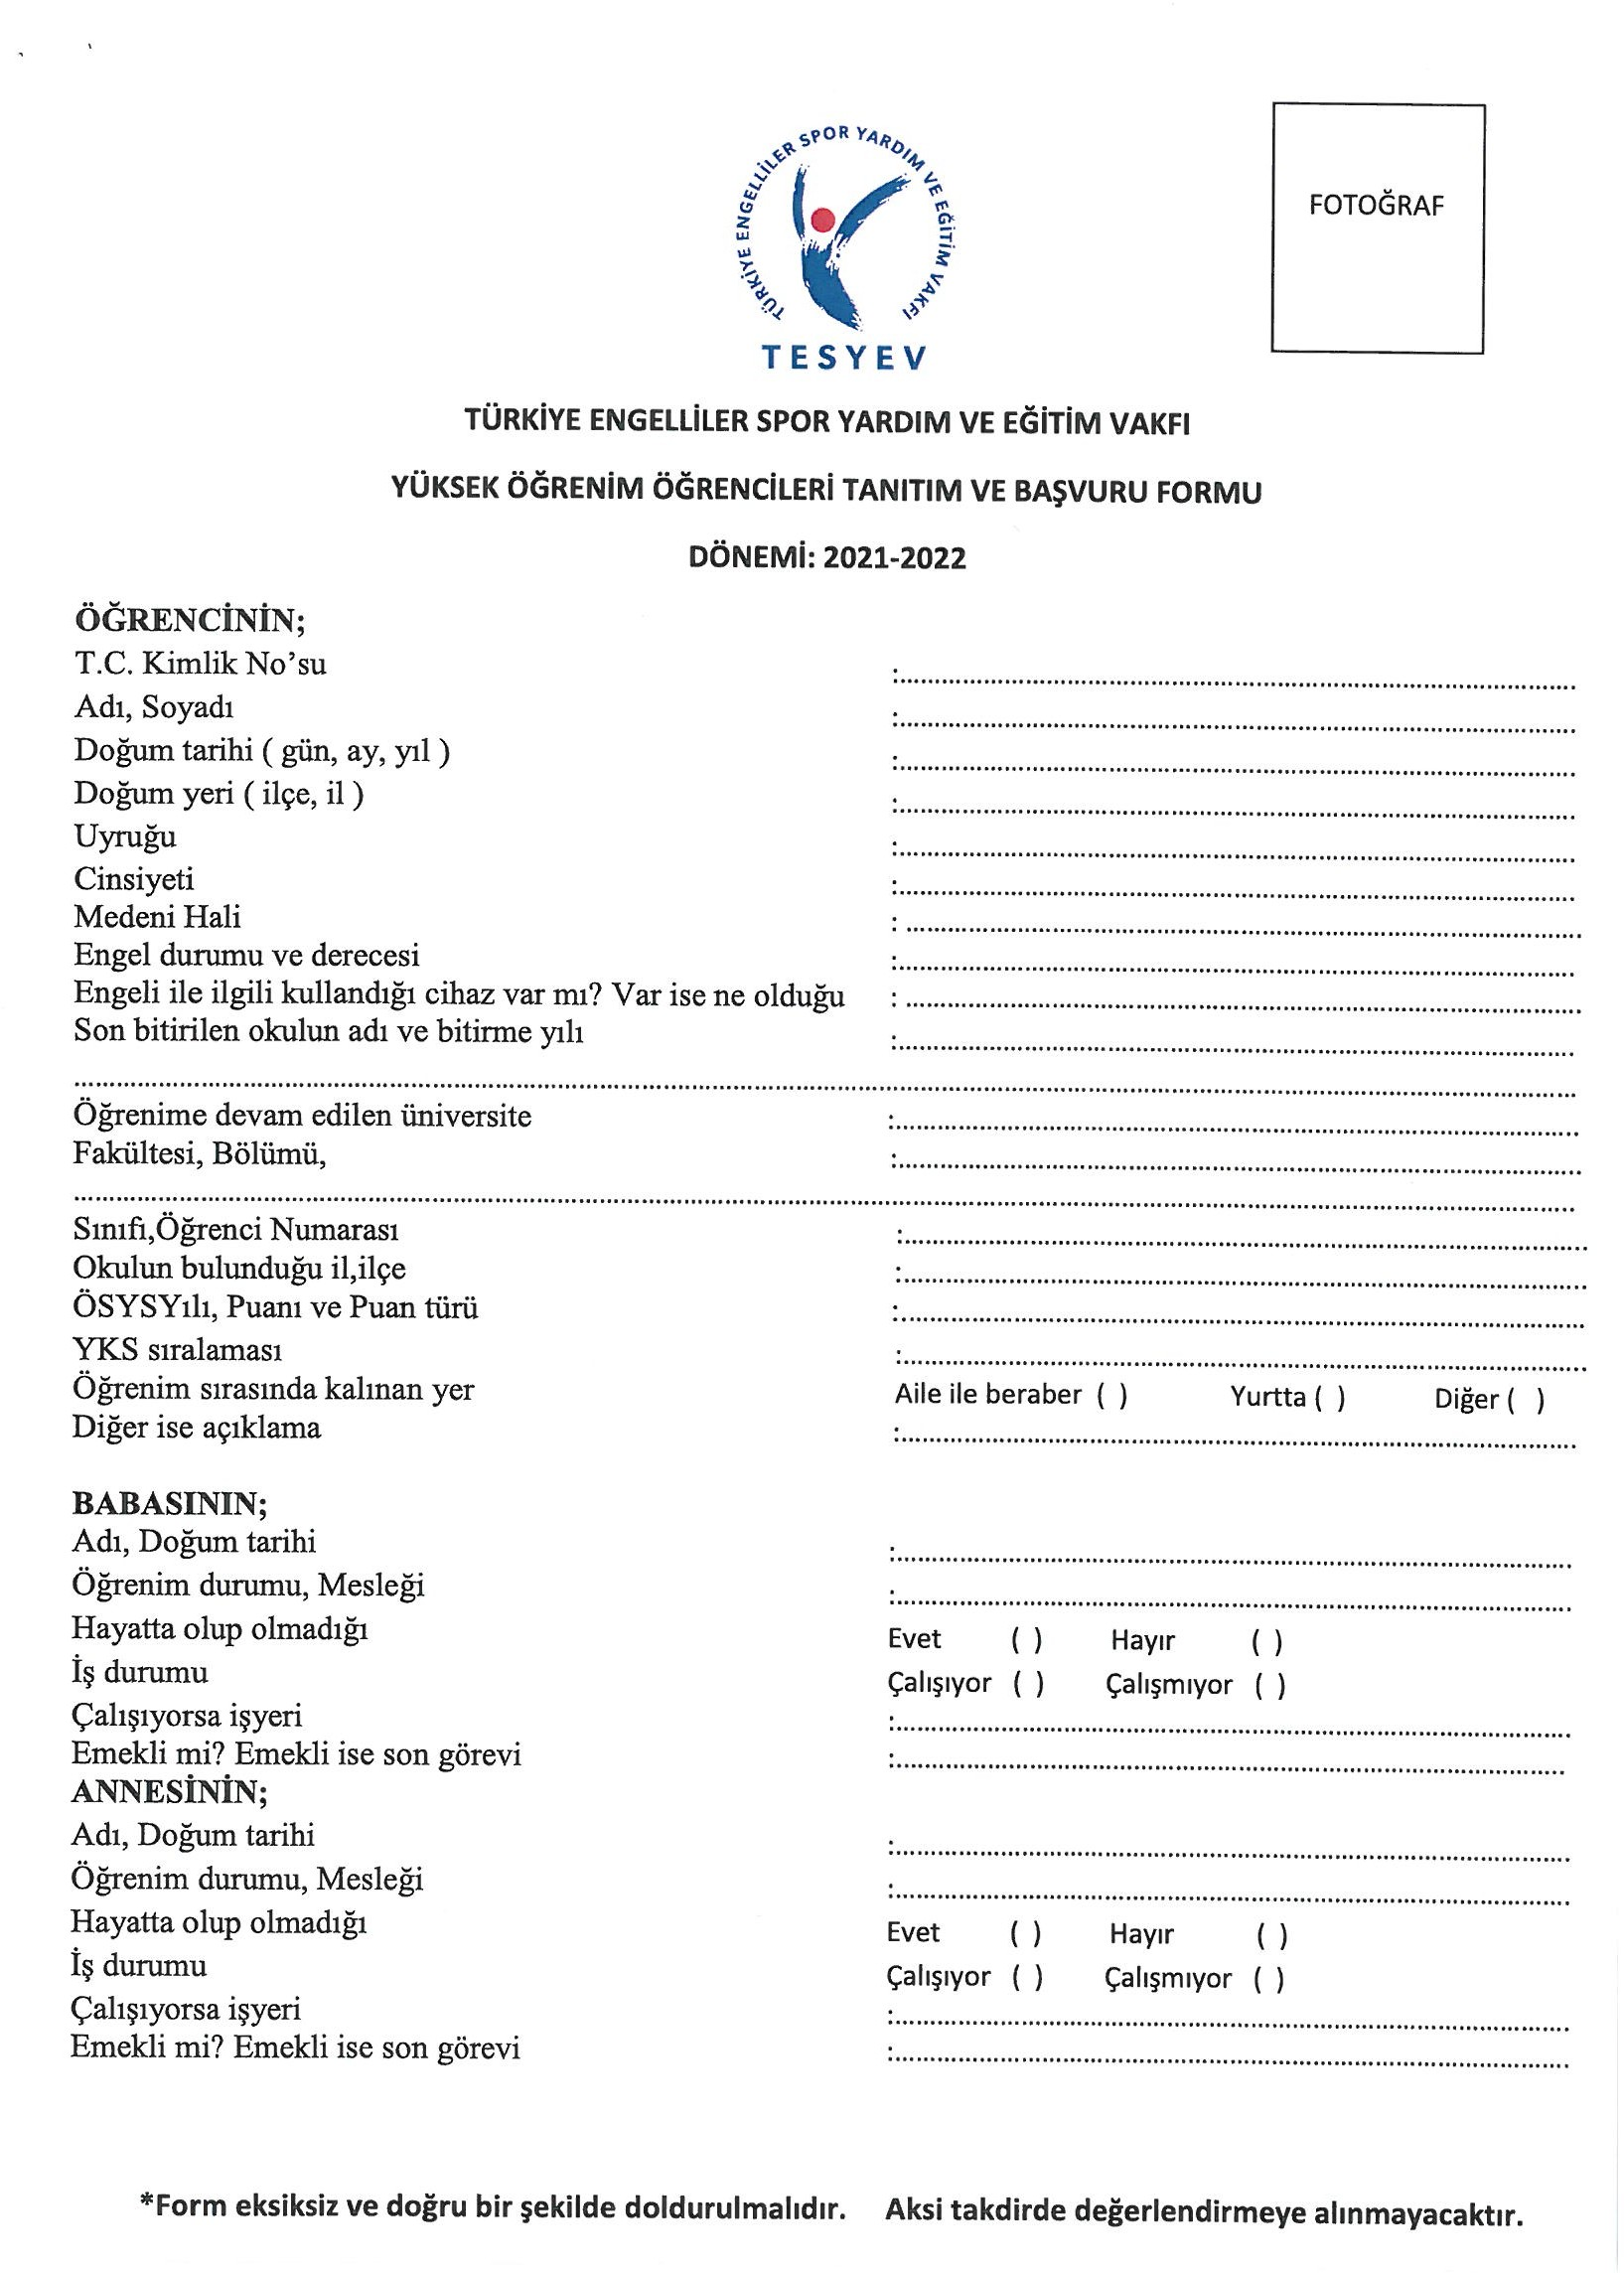 TÜRKİYE ENGELLİLER SPOR YARDIM VE EĞİTİM VAKFI
TESYEV
FOTOĞRAF
TÜRKİYE ENGELLİLER SPOR YARDIM VE EĞİTİM VAKFI
YÜKSEK ÖĞRENİM ÖĞRENCİLERİ TANITIM VE BAŞVURU FORMU
DÖNEMİ: 2021-2022
ÖĞRENCİNİN;
T.C. Kimlik No'su :
Adı, Soyadı :
Doğum tarihi ( gün, ay, yıl ) :
Doğum yeri ( ilçe, il ) :
Uyruğu :
Cinsiyeti :
Medeni Hali :
Engel durumu ve derecesi :
Engeli ile ilgili kullandığı cihaz var mı? Var ise ne olduğu :
Son bitirilen okulun adı ve bitirme yılı :
Öğrenime devam edilen üniversite :
Fakültesi, Bölümü, :
Sınıfı,Öğrenci Numarası :
Okulun bulunduğu il,ilçe :
ÖSYSYılı, Puanı ve Puan türü :
YKS sıralaması :
Öğrenim sırasında kalınan yer Aile ile beraber ( ) Yurtta ( ) Diğer ( )
Diğer ise açıklama :
BABASININ;
Adı, Doğum tarihi :
Öğrenim durumu, Mesleği :
Hayatta olup olmadığı Evet ( ) Hayır ( )
İş durumu Çalışıyor ( ) Çalışmıyor ( )
Çalışıyorsa işyeri :
Emekli mi? Emekli ise son görevi :
ANNESİNİN;
Adı, Doğum tarihi :
Öğrenim durumu, Mesleği :
Hayatta olup olmadığı Evet ( ) Hayır ( )
İş durumu Çalışıyor ( ) Çalışmıyor ( )
Çalışıyorsa işyeri :
Emekli mi? Emekli ise son görevi :
*Form eksiksiz ve doğru bir şekilde doldurulmalıdır. Aksi takdirde değerlendirmeye alınmayacaktır.